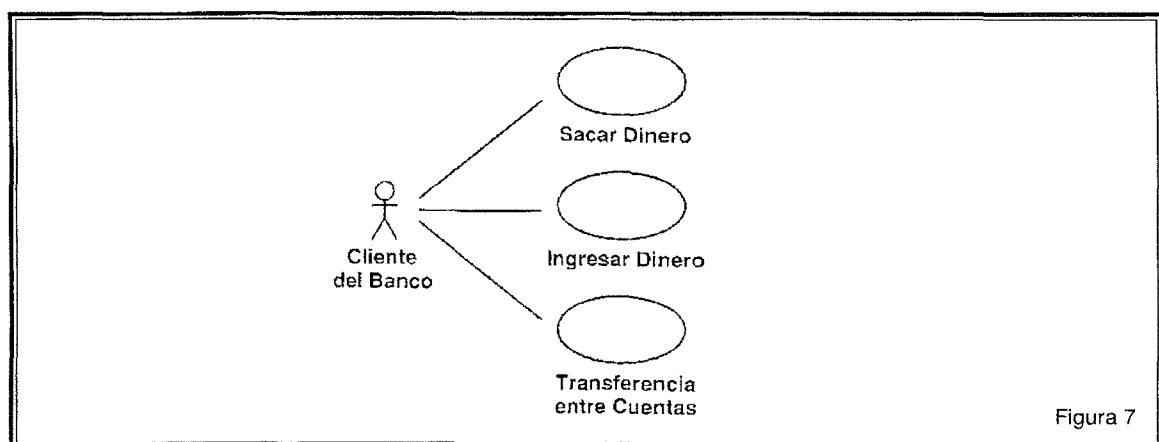 Sacar Dinero
Cliente
del Banco
Ingresar Dinero
Transferencia
entre Cuentas
Figura 7